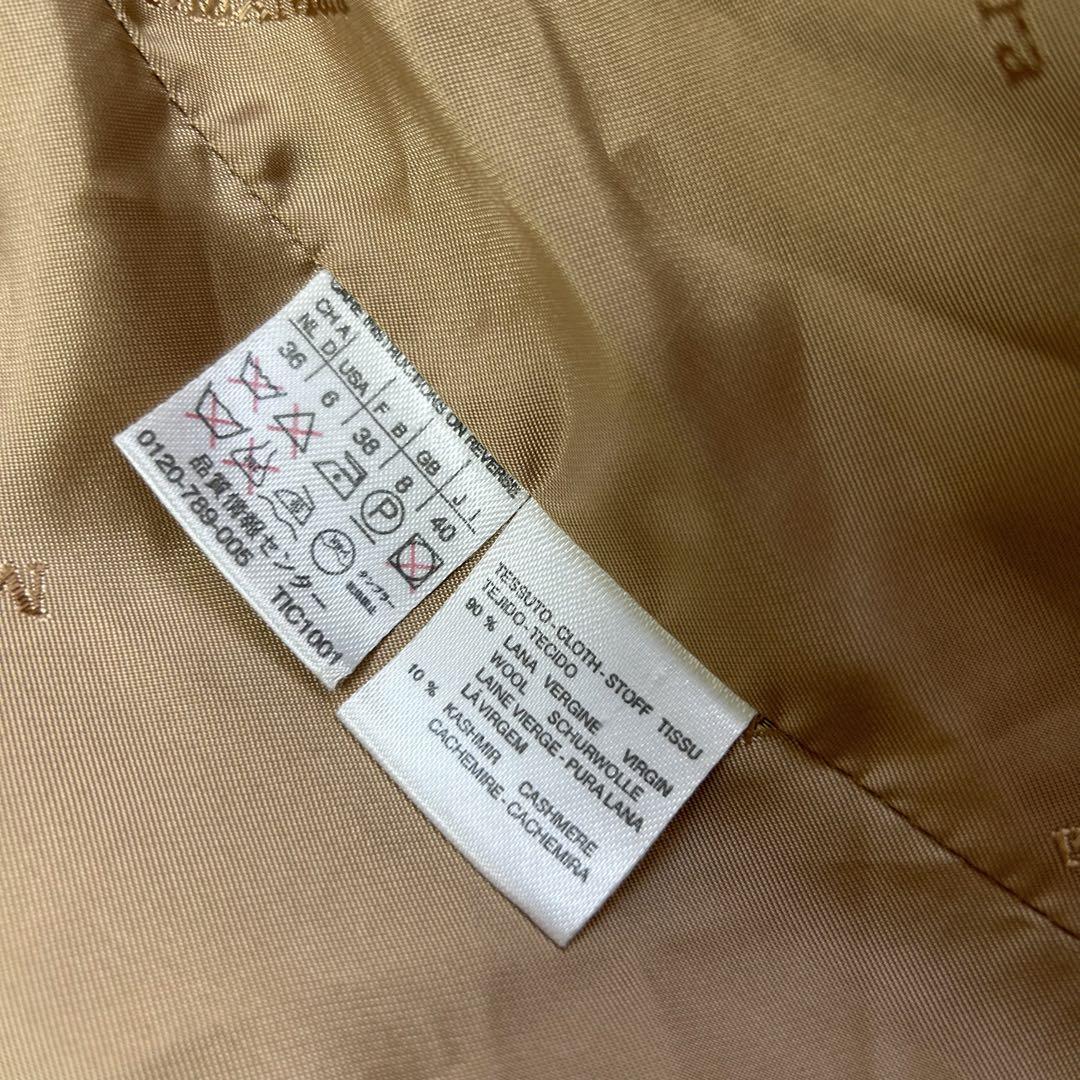 CARE INSTRUCTIONS ON REVERSE
CH A
NL D USA F B GB J I
36 6 38 8 40
P
品質情報センター
0120-789-005 TIC1001
TESSUTO - CLOTH - STOFF TISSU
TEJIDO - TECIDO
90 % LANA VERGINE VIRGIN
WOOL SCHURWOLLE
LAINE VIERGE - PURA LANA
LÁ VIRGEM
10 % KASHMIR CASHMERE
CACHEMIRE - CACHEMIRA